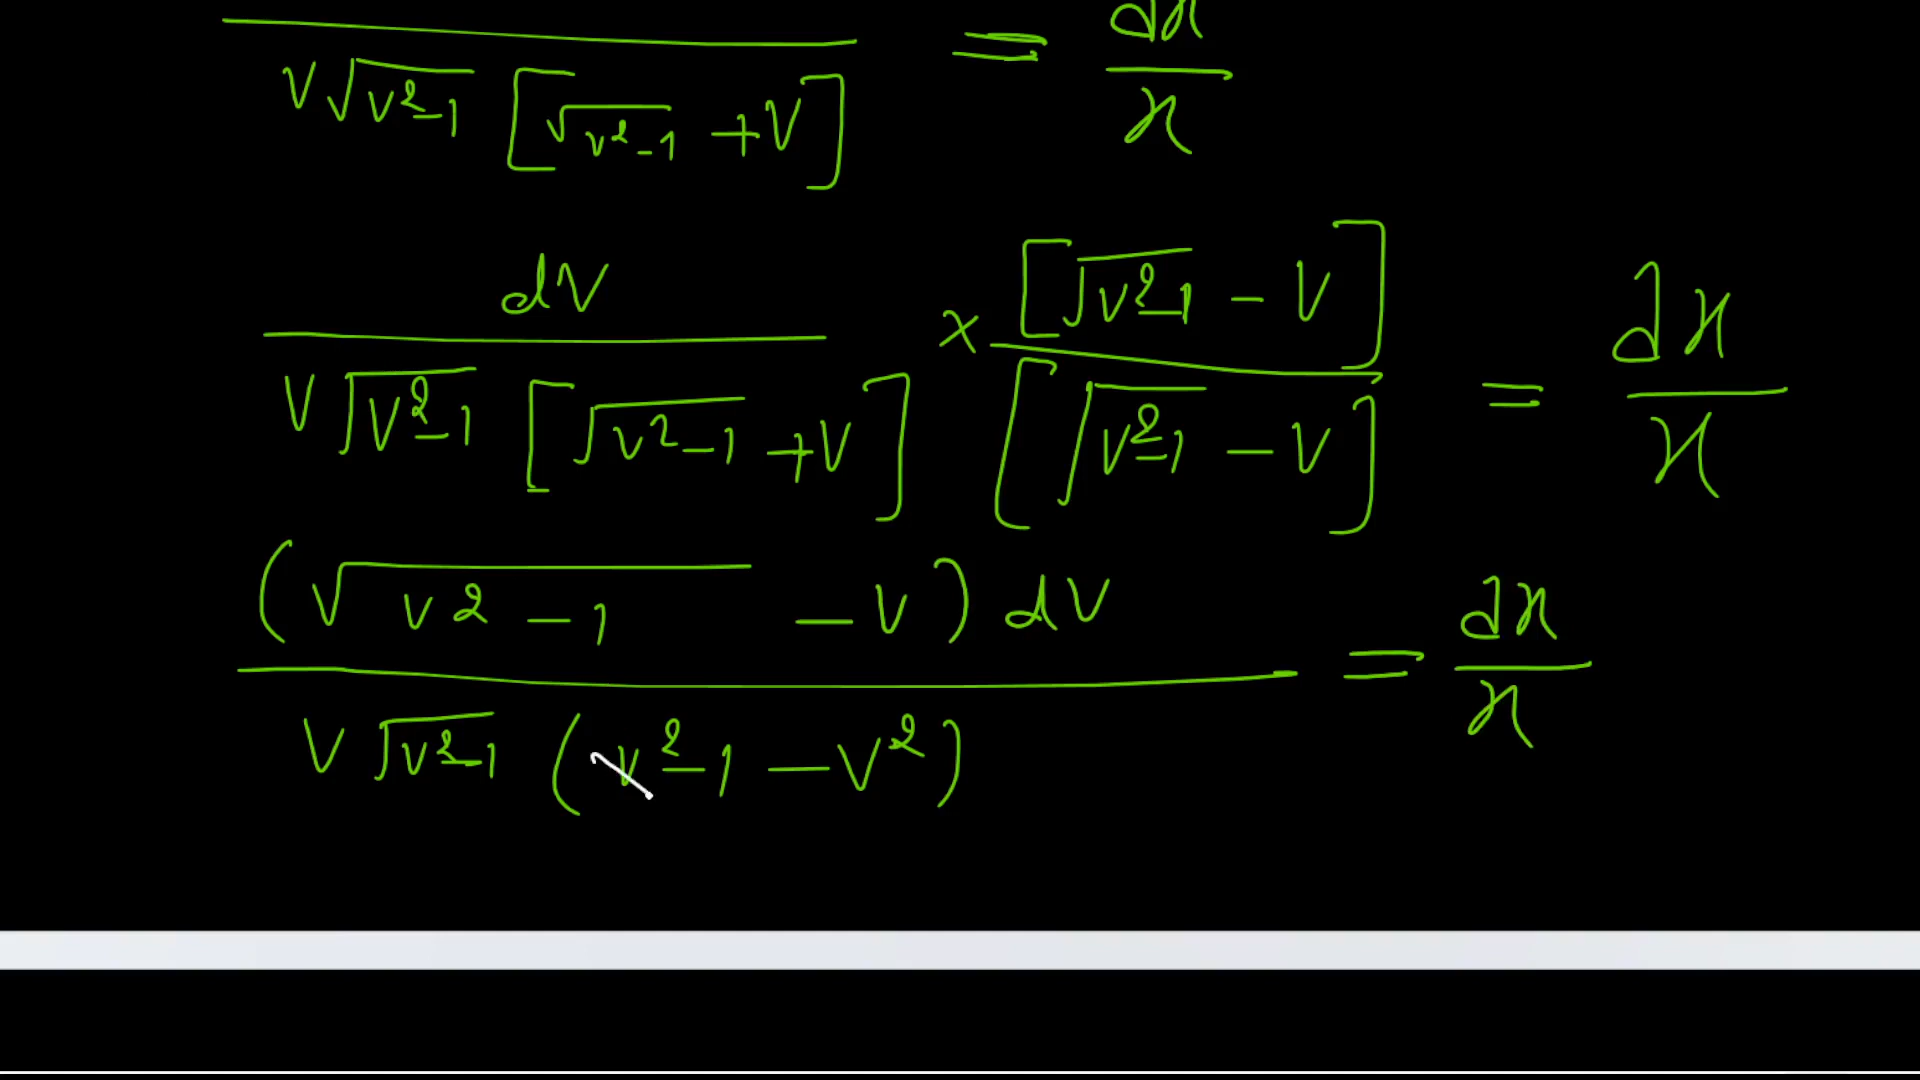 V√(v²-1) [√(v²-1) + V] = dx/x
dV / V√(V²-1) [√(v²-1) + V] × [√(v²-1) - V] / [√(v²-1) - V] = dx/x
(√(v²-1) - V) dV / V√(v²-1) (v²-1 - V²) = dx/x